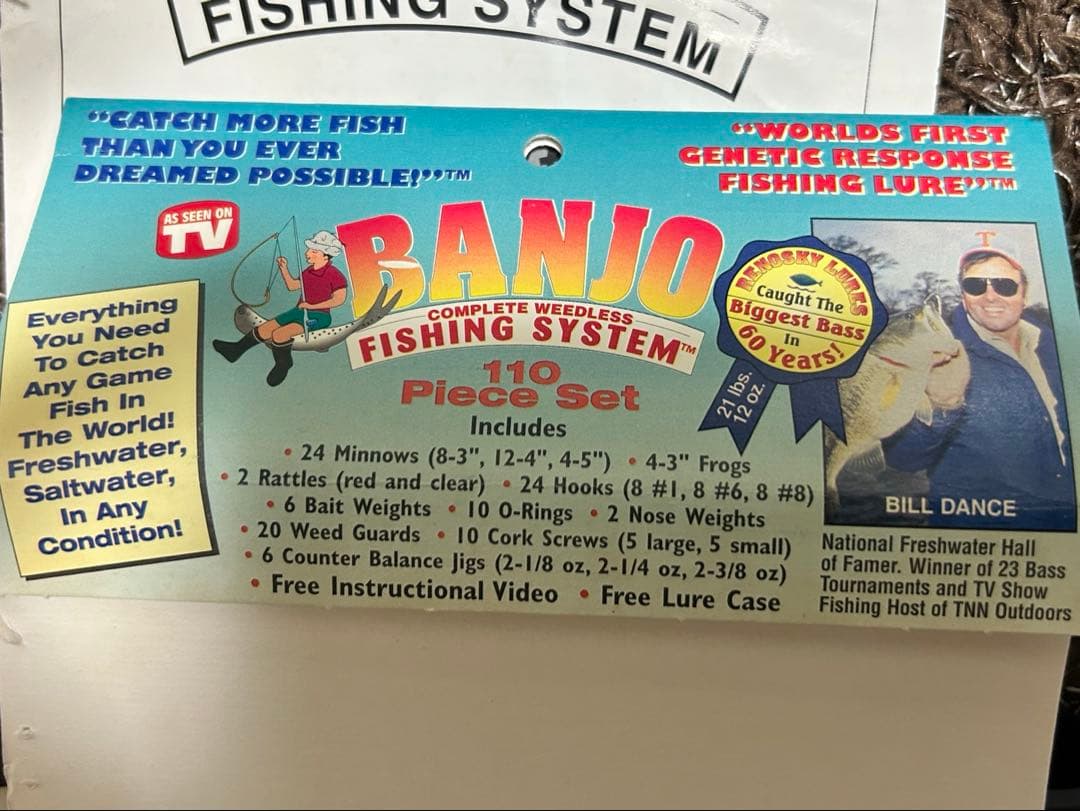 FISHING SYSTEM
“CATCH MORE FISH
THAN YOU EVER
DREAMED POSSIBLE!”™
“WORLDS FIRST
GENETIC RESPONSE
FISHING LURE”™
AS SEEN ON
TV
BANJO
COMPLETE WEEDLESS
FISHING SYSTEM™
110
Piece Set
Includes
• 24 Minnows (8-3", 12-4", 4-5") • 4-3" Frogs
• 2 Rattles (red and clear) • 24 Hooks (8 #1, 8 #6, 8 #8)
• 6 Bait Weights • 10 O-Rings • 2 Nose Weights
• 20 Weed Guards • 10 Cork Screws (5 large, 5 small)
• 6 Counter Balance Jigs (2-1/8 oz, 2-1/4 oz, 2-3/8 oz)
• Free Instructional Video • Free Lure Case
Everything
You Need
To Catch
Any Game
Fish In
The World!
Freshwater,
Saltwater,
In Any
Condition!
RENOSKY LURES
Caught The
Biggest Bass
In
60 Years!
21 lbs.
12 oz.
T
BILL DANCE
National Freshwater Hall
of Famer. Winner of 23 Bass
Tournaments and TV Show
Fishing Host of TNN Outdoors